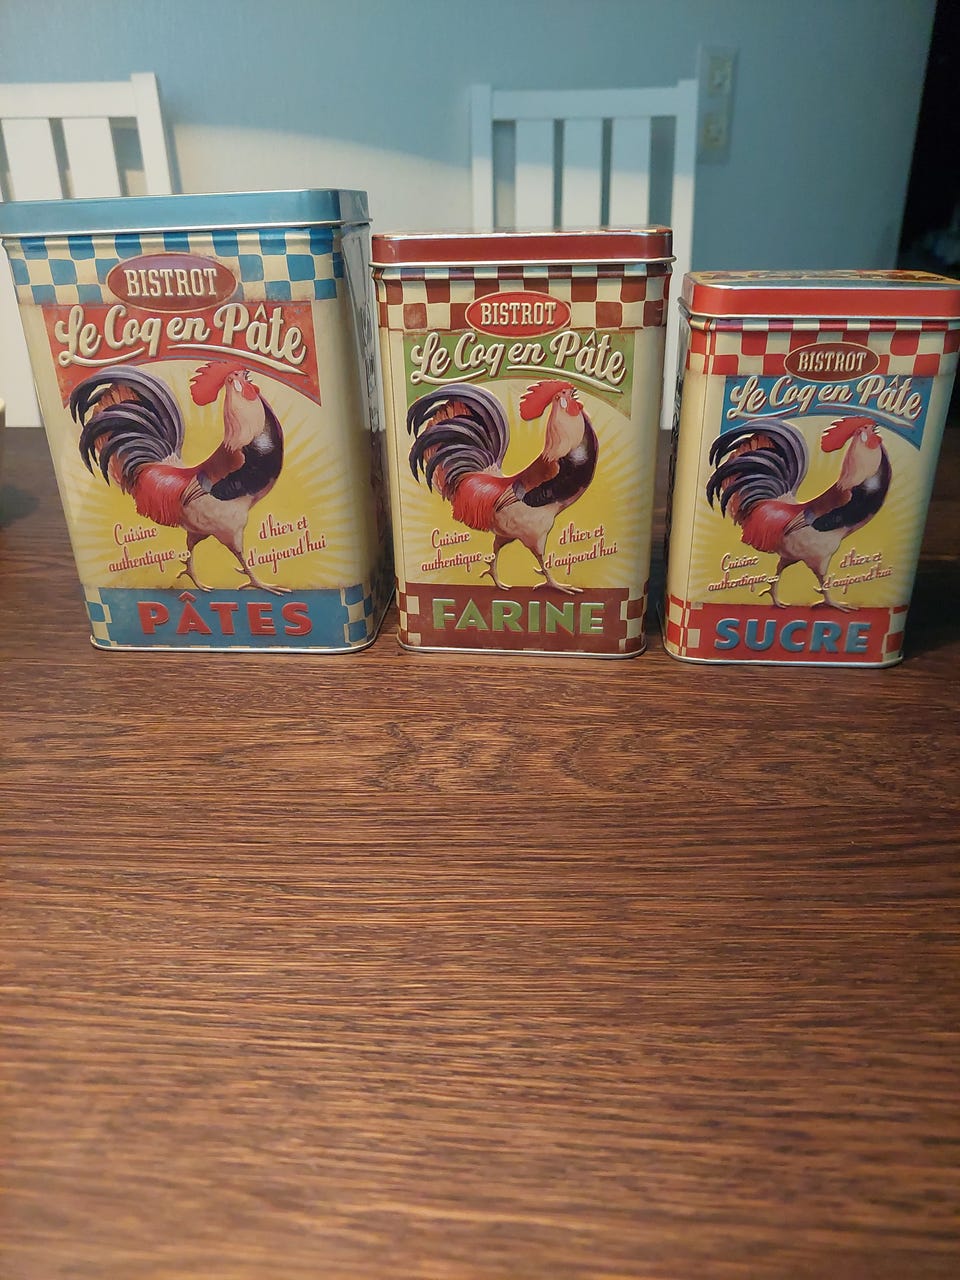 BISTROT
Le Coq en Pâte
Cuisine d'hier et
authentique... d'aujourd'hui
PÂTES
BISTROT
Le Coq en Pâte
Cuisine d'hier et
authentique... d'aujourd'hui
FARINE
BISTROT
Le Coq en Pâte
Cuisine d'hier et
authentique... d'aujourd'hui
SUCRE